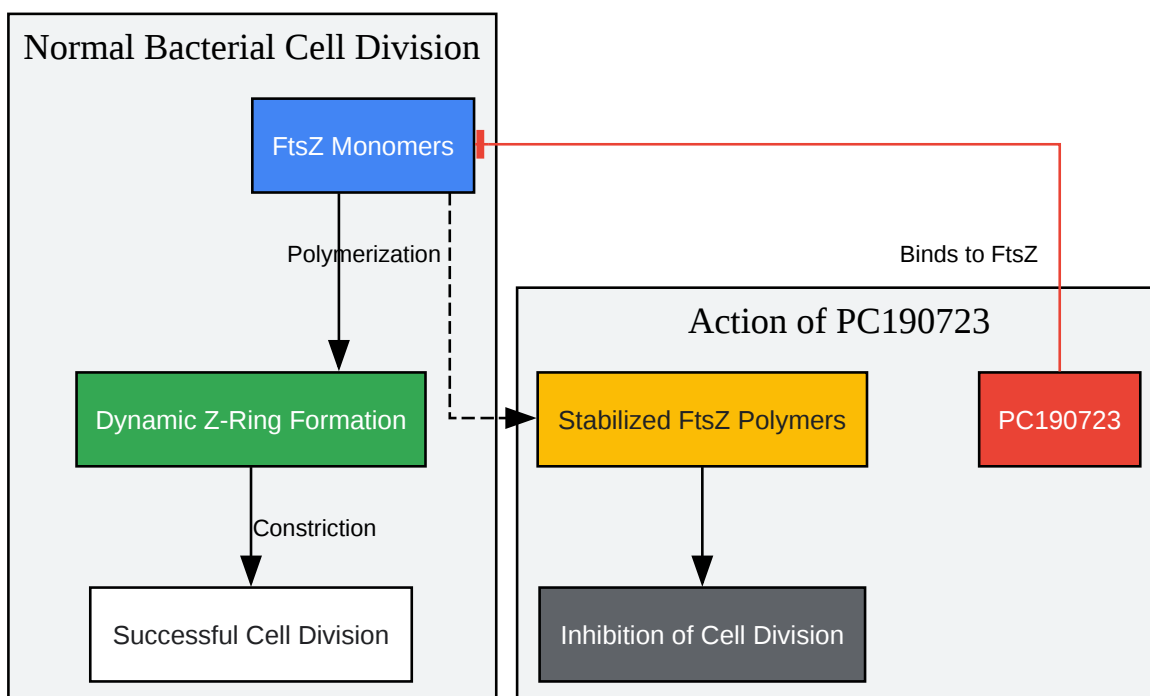 Normal Bacterial Cell Division
FtsZ Monomers
Polymerization
Binds to FtsZ
Action of PC190723
Dynamic Z-Ring Formation
Stabilized FtsZ Polymers
PC190723
Constriction
Successful Cell Division
Inhibition of Cell Division